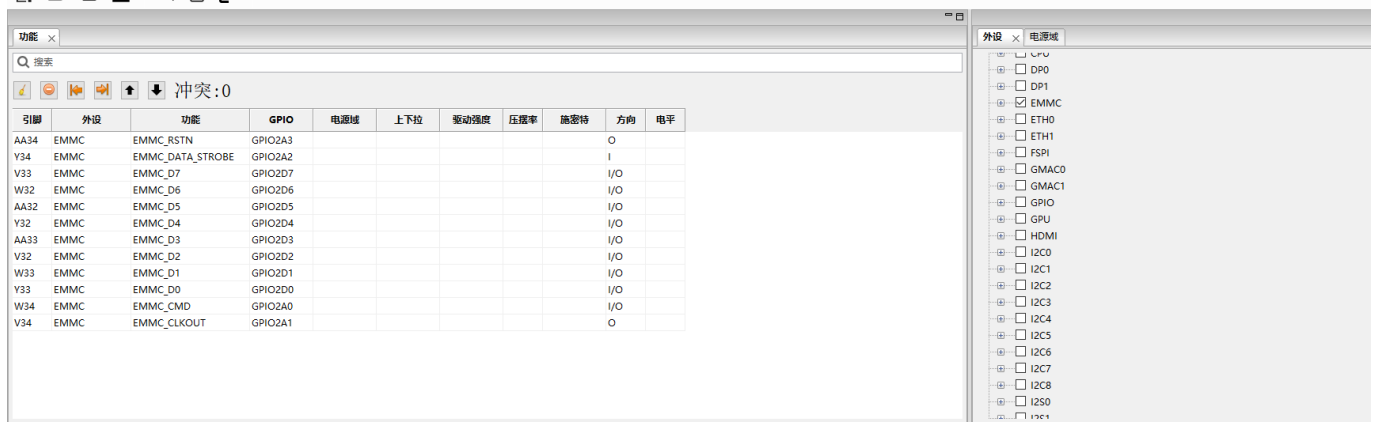 功能
搜索
冲突:0
引脚 外设 功能 GPIO 电源域 上下拉 驱动强度 压摆率 施密特 方向 电平
AA34 EMMC EMMC_RSTN GPIO2A3 O
Y34 EMMC EMMC_DATA_STROBE GPIO2A2 I
V33 EMMC EMMC_D7 GPIO2D7 I/O
W32 EMMC EMMC_D6 GPIO2D6 I/O
AA32 EMMC EMMC_D5 GPIO2D5 I/O
Y32 EMMC EMMC_D4 GPIO2D4 I/O
AA33 EMMC EMMC_D3 GPIO2D3 I/O
V32 EMMC EMMC_D2 GPIO2D2 I/O
W33 EMMC EMMC_D1 GPIO2D1 I/O
Y33 EMMC EMMC_D0 GPIO2D0 I/O
W34 EMMC EMMC_CMD GPIO2A0 I/O
V34 EMMC EMMC_CLKOUT GPIO2A1 O
外设 电源域
CPU
DP0
DP1
EMMC
ETH0
ETH1
FSPI
GMAC0
GMAC1
GPIO
GPU
HDMI
I2C0
I2C1
I2C2
I2C3
I2C4
I2C5
I2C6
I2C7
I2C8
I2S0
I2S1